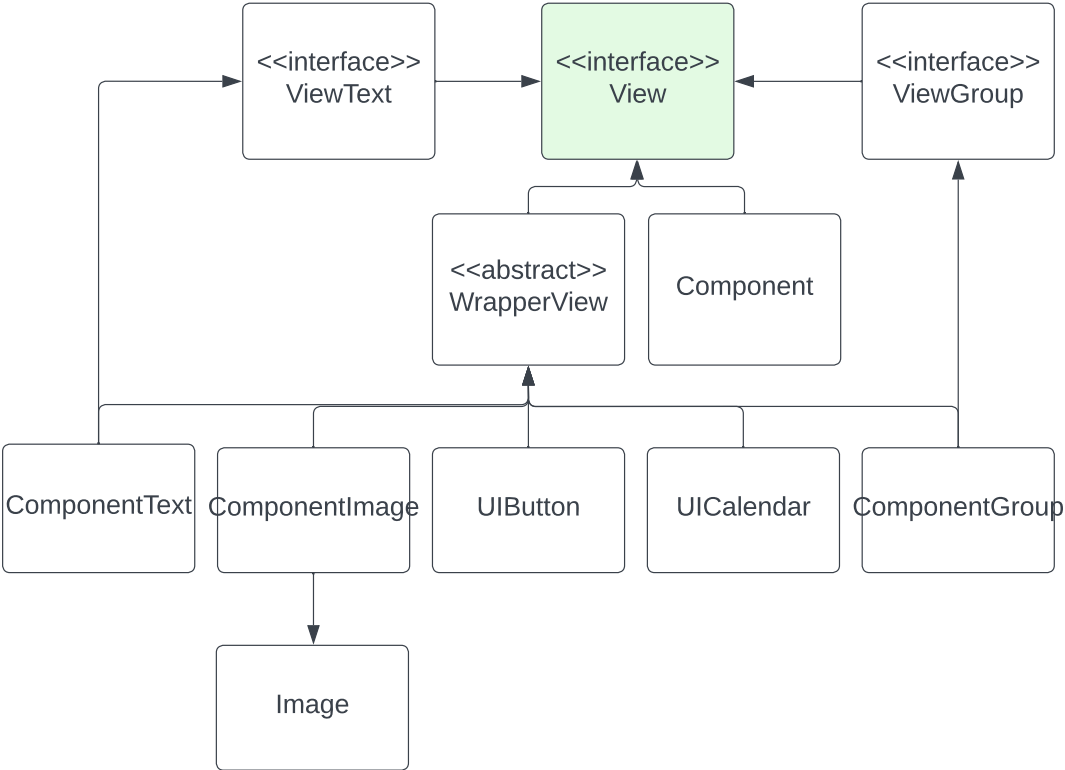 <<interface>>
ViewText
<<interface>>
View
<<interface>>
ViewGroup
<<abstract>>
WrapperView
Component
ComponentText
ComponentImage
UIButton
UICalendar
ComponentGroup
Image